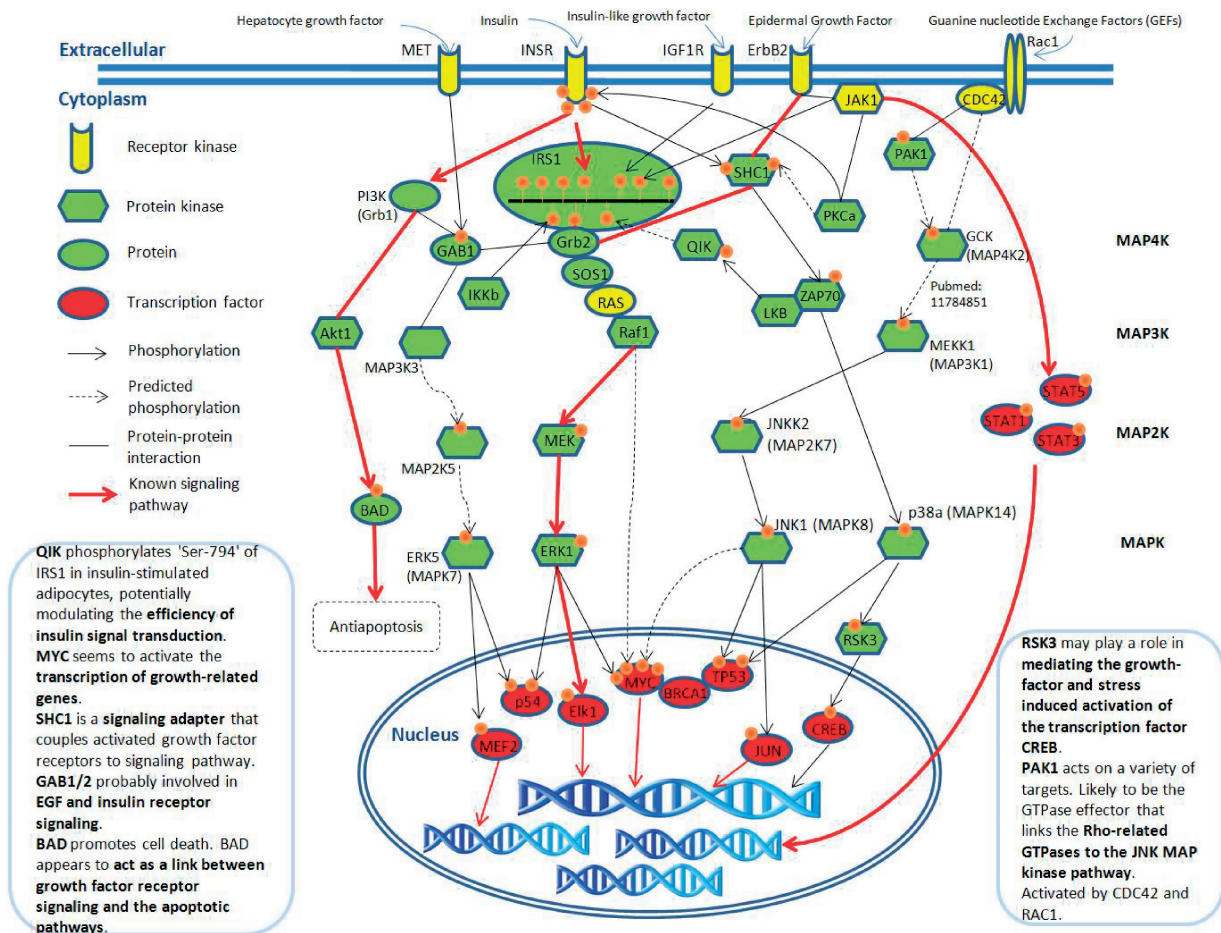 Hepatocyte growth factor
Insulin
Insulin-like growth factor
Epidermal Growth Factor
Guanine nucleotide Exchange Factors (GEFs)
Extracellular
MET
INSR
IGF1R
ErbB2
Rac1
Cytoplasm
JAK1
CDC42
Receptor kinase
Protein kinase
Protein
Transcription factor
Phosphorylation
Predicted
phosphorylation
Protein-protein
interaction
Known signaling
pathway
IRS1
SHC1
PAK1
PI3K
(Grb1)
PKCa
GAB1
Grb2
QIK
GCK
(MAP4K2)
MAP4K
SOS1
IKKb
RAS
LKB
ZAP70
Pubmed:
11784851
Akt1
MAP3K3
Raf1
MEKK1
(MAP3K1)
MAP3K
STAT5
STAT1
STAT3
MAP2K
MEK
JNKK2
(MAP2K7)
MAP2K5
BAD
p38a (MAPK14)
JNK1 (MAPK8)
MAPK
ERK5
(MAPK7)
ERK1
Antiapoptosis
RSK3
Nucleus
p54
Elk1
MYC
BRCA1
TP53
MEF2
JUN
CREB
QIK phosphorylates 'Ser-794' of
IRS1 in insulin-stimulated
adipocytes, potentially
modulating the efficiency of
insulin signal transduction.
MYC seems to activate the
transcription of growth-related
genes.
SHC1 is a signaling adapter that
couples activated growth factor
receptors to signaling pathway.
GAB1/2 probably involved in
EGF and insulin receptor
signaling.
BAD promotes cell death. BAD
appears to act as a link between
growth factor receptor
signaling and the apoptotic
pathways.
RSK3 may play a role in
mediating the growth-
factor and stress
induced activation of
the transcription factor
CREB.
PAK1 acts on a variety of
targets. Likely to be the
GTPase effector that
links the Rho-related
GTPases to the JNK MAP
kinase pathway.
Activated by CDC42 and
RAC1.